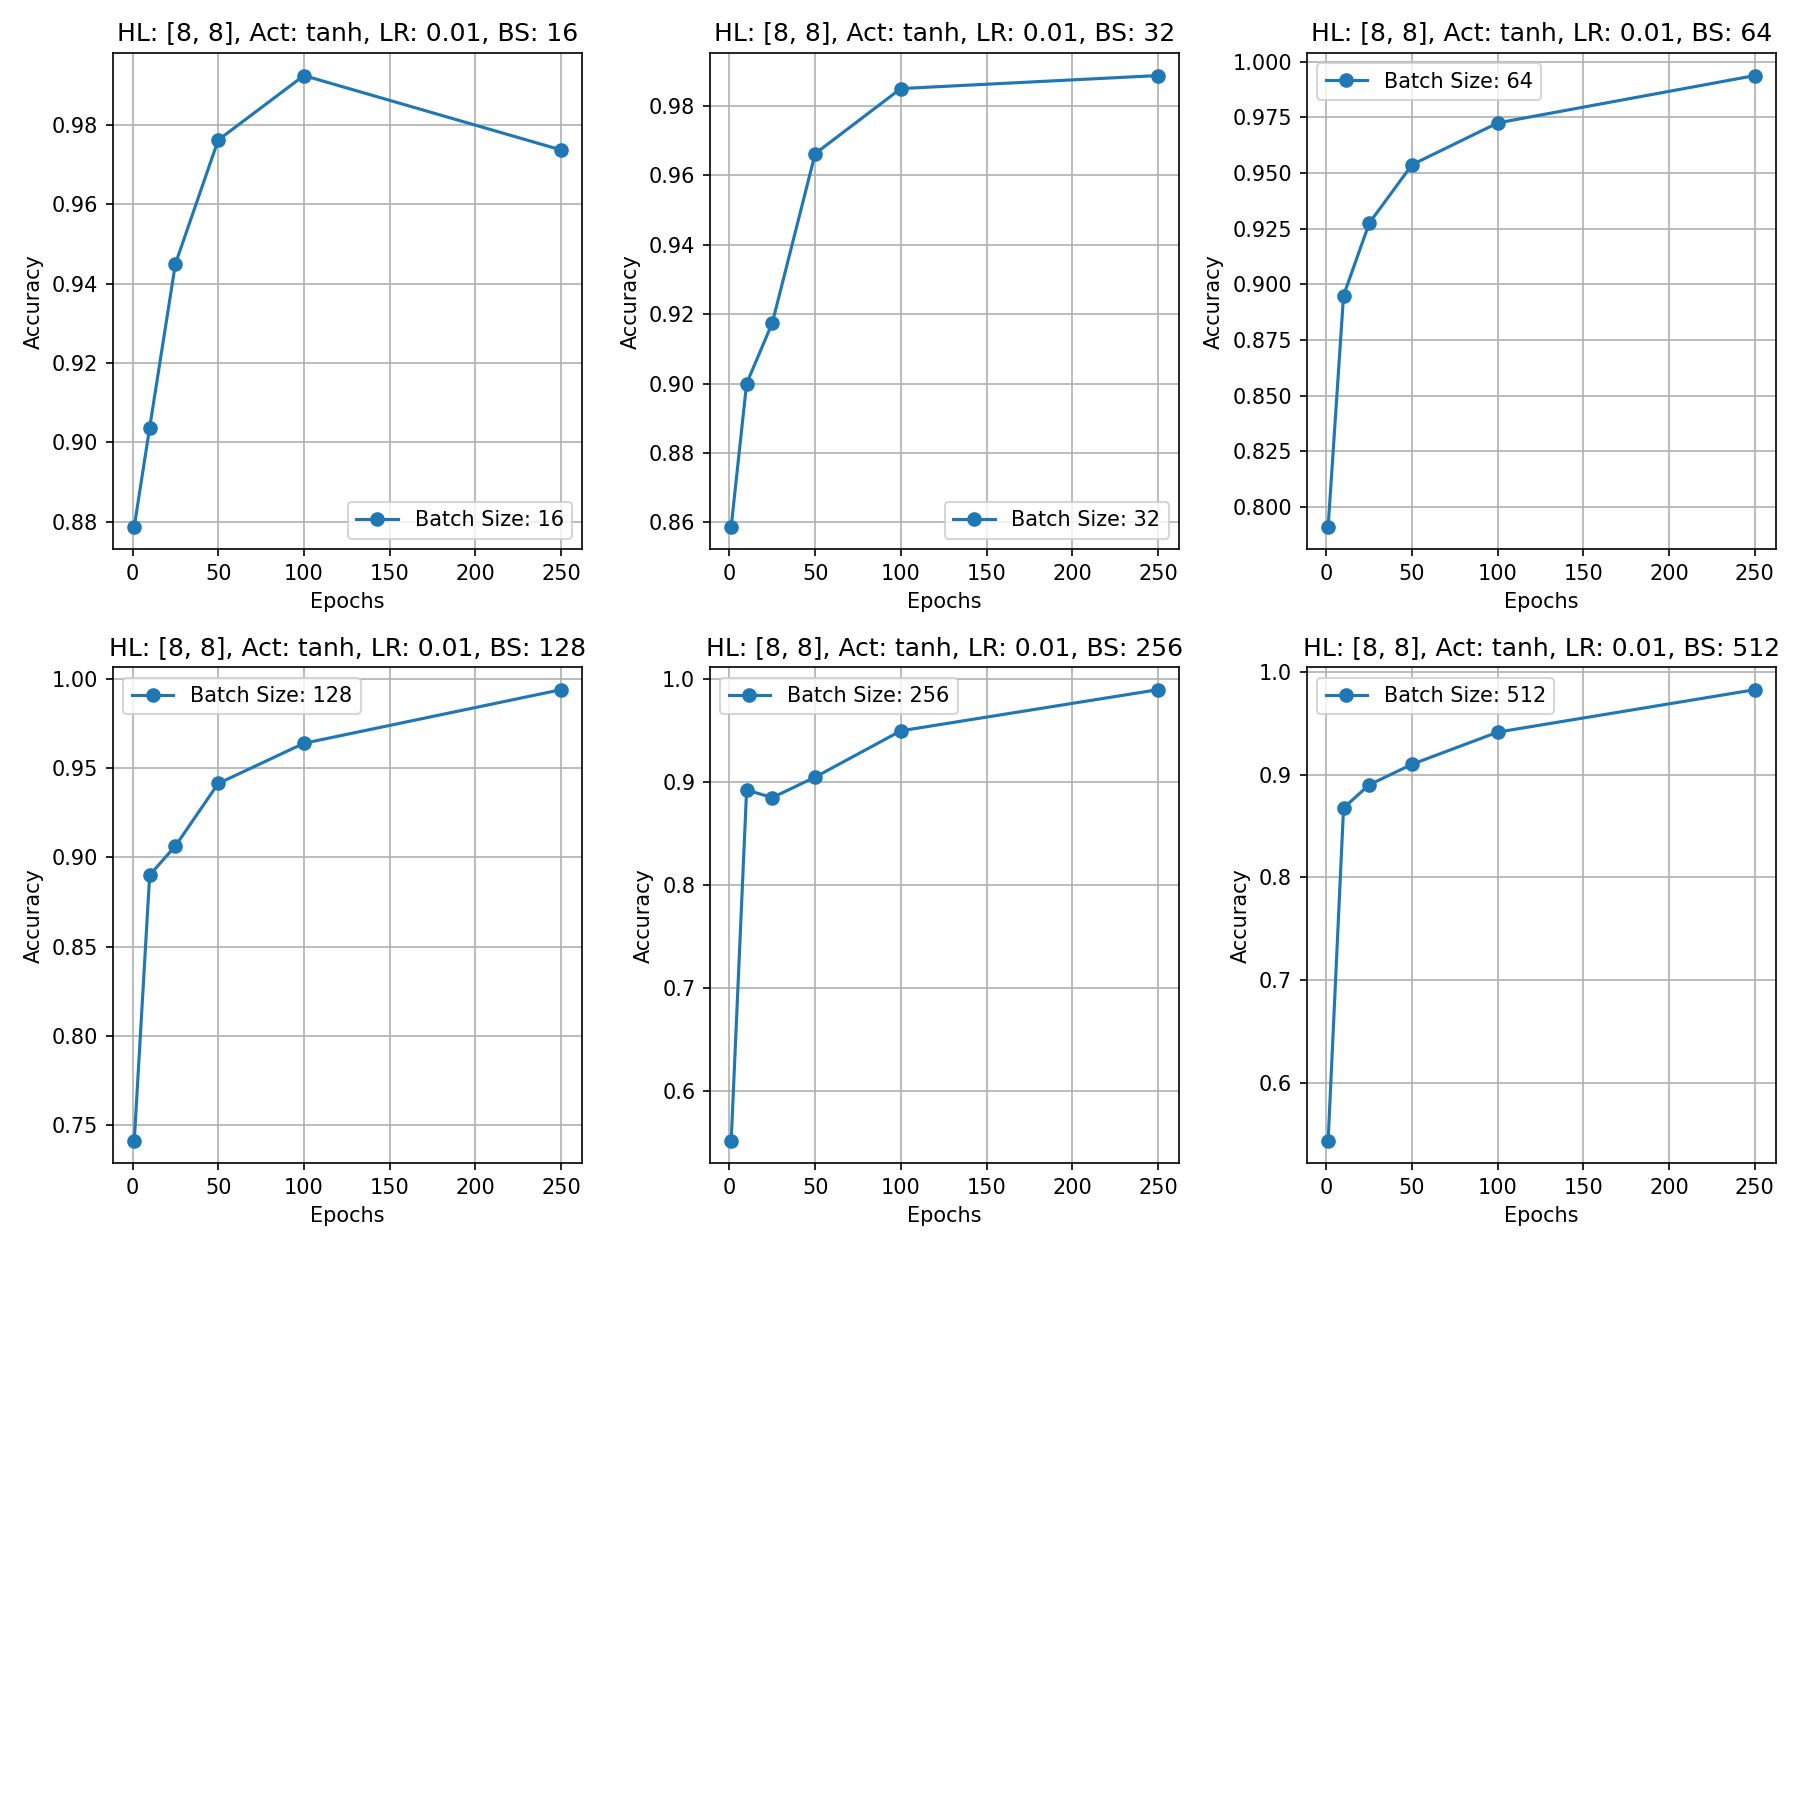 HL: [8, 8], Act: tanh, LR: 0.01, BS: 16
Accuracy
0.98
0.96
0.94
0.92
0.90
0.88
Batch Size: 16
0 50 100 150 200 250
Epochs
HL: [8, 8], Act: tanh, LR: 0.01, BS: 32
Accuracy
0.98
0.96
0.94
0.92
0.90
0.88
0.86
Batch Size: 32
0 50 100 150 200 250
Epochs
HL: [8, 8], Act: tanh, LR: 0.01, BS: 64
Accuracy
1.000
0.975
0.950
0.925
0.900
0.875
0.850
0.825
0.800
Batch Size: 64
0 50 100 150 200 250
Epochs
HL: [8, 8], Act: tanh, LR: 0.01, BS: 128
Accuracy
1.00
0.95
0.90
0.85
0.80
0.75
Batch Size: 128
0 50 100 150 200 250
Epochs
HL: [8, 8], Act: tanh, LR: 0.01, BS: 256
Accuracy
1.0
0.9
0.8
0.7
0.6
Batch Size: 256
0 50 100 150 200 250
Epochs
HL: [8, 8], Act: tanh, LR: 0.01, BS: 512
Accuracy
1.0
0.9
0.8
0.7
0.6
Batch Size: 512
0 50 100 150 200 250
Epochs